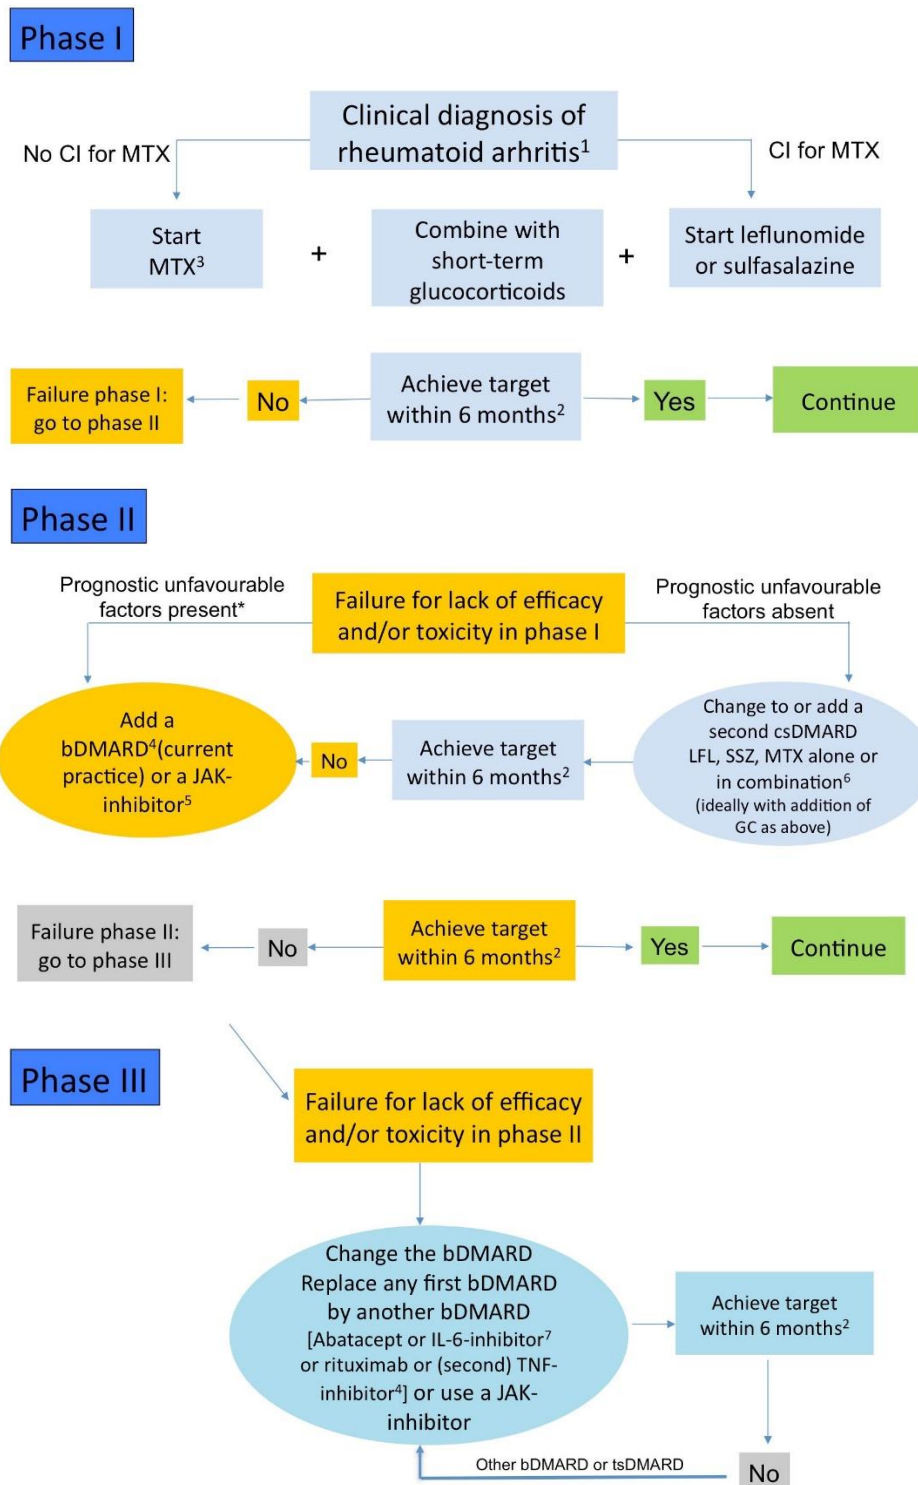 Phase I
Clinical diagnosis of
rheumatoid arhritis¹
No CI for MTX
CI for MTX
Start
MTX³
+
Combine with
short-term
glucocorticoids
+
Start leflunomide
or sulfasalazine
Failure phase I:
go to phase II
No
Achieve target
within 6 months²
Yes
Continue
Phase II
Prognostic unfavourable
factors present*
Failure for lack of efficacy
and/or toxicity in phase I
Prognostic unfavourable
factors absent
Add a
bDMARD⁴(current
practice) or a JAK-
inhibitor⁵
No
Achieve target
within 6 months²
Change to or add a
second csDMARD
LFL, SSZ, MTX alone or
in combination⁶
(ideally with addition of
GC as above)
Failure phase II:
go to phase III
No
Achieve target
within 6 months²
Yes
Continue
Phase III
Failure for lack of efficacy
and/or toxicity in phase II
Change the bDMARD
Replace any first bDMARD
by another bDMARD
[Abatacept or IL-6-inhibitor⁷
or rituximab or (second) TNF-
inhibitor⁴] or use a JAK-
inhibitor
Achieve target
within 6 months²
Other bDMARD or tsDMARD
No